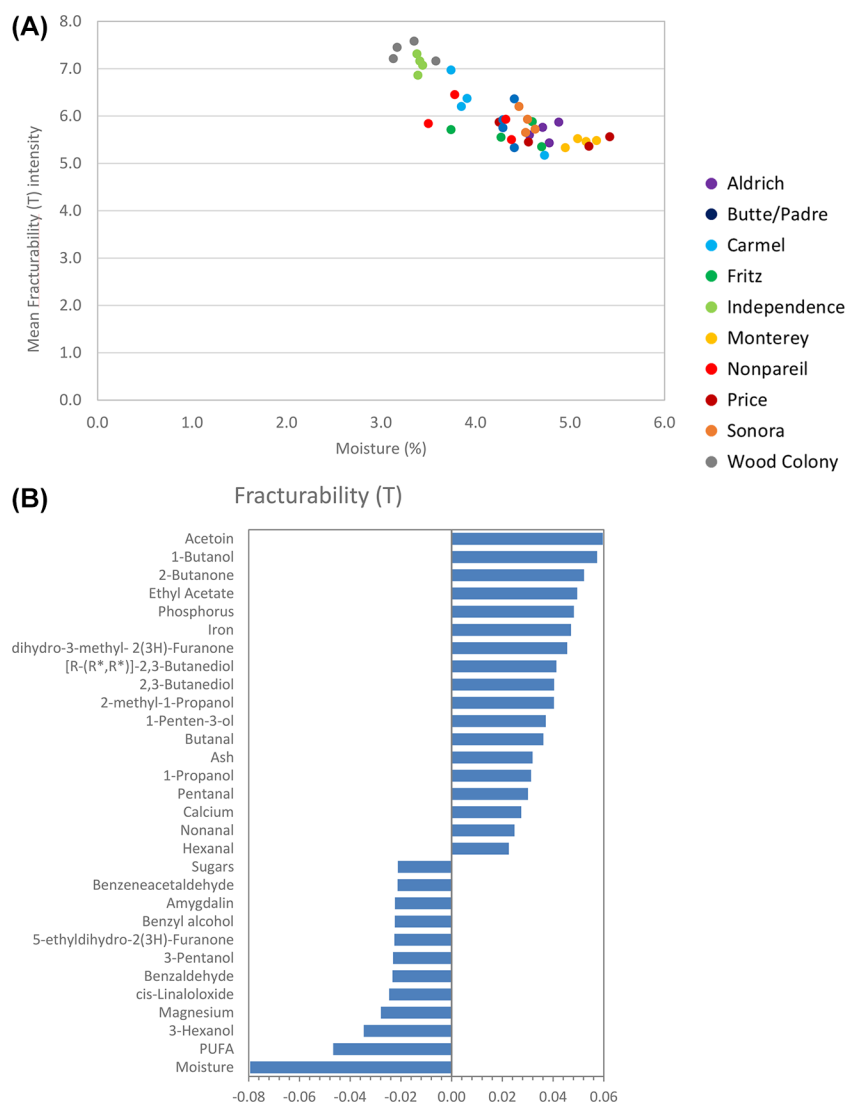 (A)
8.0
7.0
6.0
5.0
4.0
3.0
2.0
1.0
0.0
Mean Fracturability (T) intensity
0.0 1.0 2.0 3.0 4.0 5.0 6.0
Moisture (%)
Aldrich
Butte/Padre
Carmel
Fritz
Independence
Monterey
Nonpareil
Price
Sonora
Wood Colony
(B)
Fracturability (T)
Acetoin
1-Butanol
2-Butanone
Ethyl Acetate
Phosphorus
Iron
dihydro-3-methyl- 2(3H)-Furanone
[R-(R*,R*)]-2,3-Butanediol
2,3-Butanediol
2-methyl-1-Propanol
1-Penten-3-ol
Butanal
Ash
1-Propanol
Pentanal
Calcium
Nonanal
Hexanal
Sugars
Benzeneacetaldehyde
Amygdalin
Benzyl alcohol
5-ethyldihydro-2(3H)-Furanone
3-Pentanol
Benzaldehyde
cis-Linaloloxide
Magnesium
3-Hexanol
PUFA
Moisture
-0.08 -0.06 -0.04 -0.02 0.00 0.02 0.04 0.06